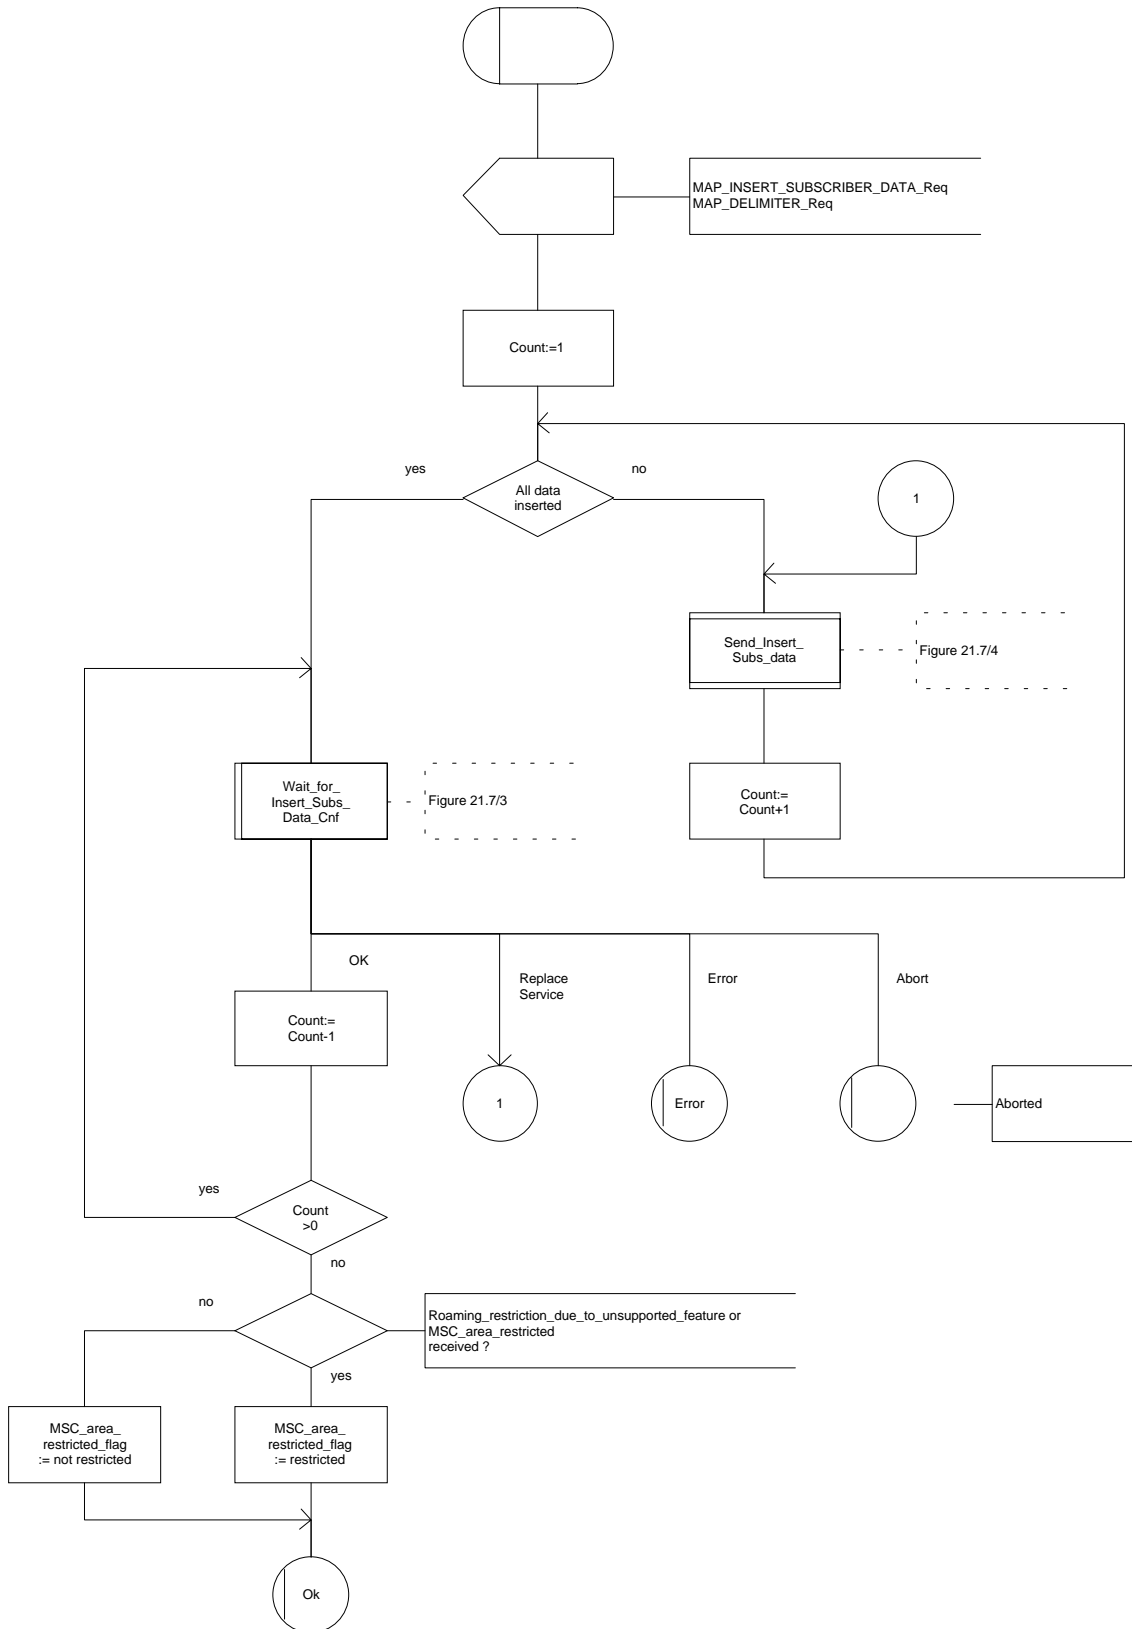 MAP_INSERT_SUBSCRIBER_DATA_Req
MAP_DELIMITER_Req
Count:=1
yes
no
All data
inserted
1
Send_Insert_
Subs_data
Figure 21.7/4
Wait_for_
Insert_Subs_
Data_Cnf
Figure 21.7/3
Count:=
Count+1
OK
Replace
Service
Error
Abort
Count:=
Count-1
1
Error
Aborted
yes
Count
>0
no
no
Roaming_restriction_due_to_unsupported_feature or
MSC_area_restricted
received ?
yes
MSC_area_
restricted_flag
:= not restricted
MSC_area_
restricted_flag
:= restricted
Ok